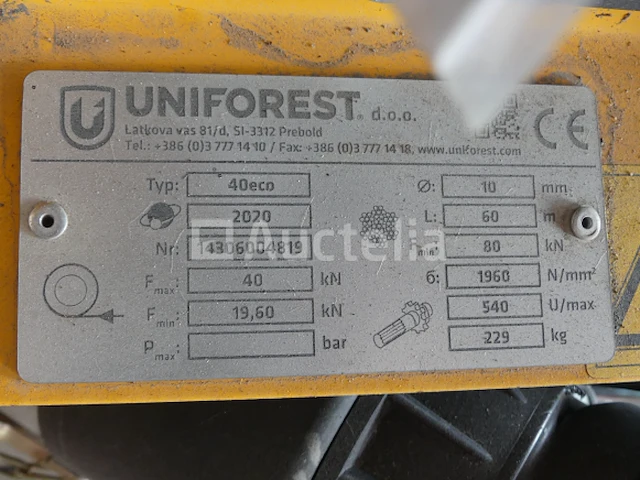 UNIFOREST® d.o.o.
Latkova vas 81/d, SI-3312 Prebold
Tel.: +386 (0)3 777 14 10 / Fax: +386 (0)3 777 14 18, www.uniforest.com
CE
Typ: 40eco
2020
Nr: 14306004819
Fmax: 40 kN
Fmin: 19,60 kN
Pmax: bar
Ø: 10 mm
L: 60 m
Fmin: 80 kN
б: 1960 N/mm²
540 U/max
229 kg
Auctelia